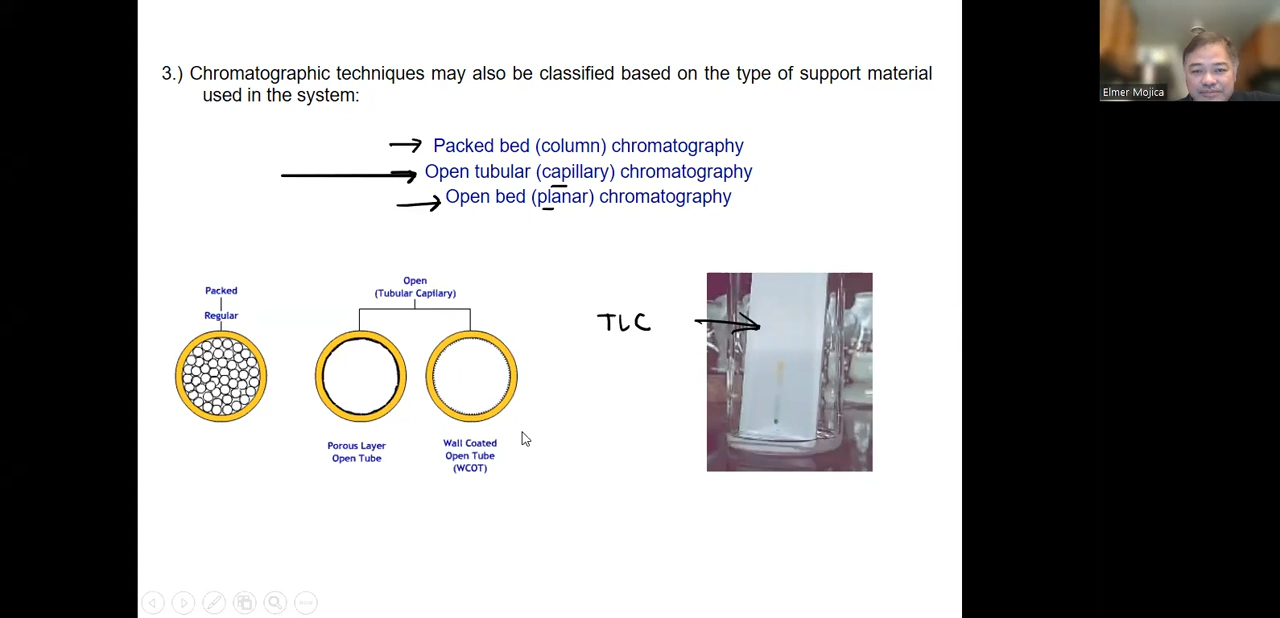 3.) Chromatographic techniques may also be classified based on the type of support material
used in the system:
Packed bed (column) chromatography
Open tubular (capillary) chromatography
Open bed (planar) chromatography
Packed
Regular
Open
(Tubular Capilary)
Porous Layer
Open Tube
Wall Coated
Open Tube
(WCOT)
TLC
Elmer Mojica